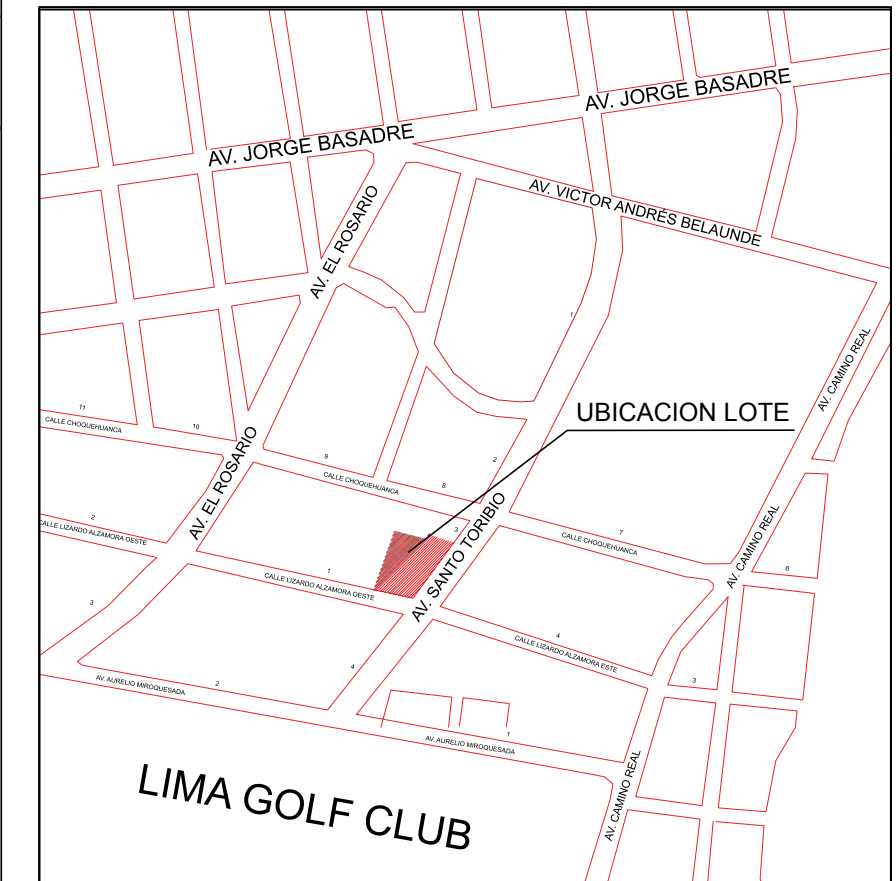 AV. JORGE BASADRE
AV. JORGE BASADRE
AV. VICTOR ANDRÉS BELAUNDE
AV. EL ROSARIO
1
AV. CAMINO REAL
UBICACION LOTE
11
CALLE CHOQUEHUANCA
10
AV. EL ROSARIO
9
CALLE CHOQUEHUANCA
8
2
3
AV. SANTO TORIBIO
7
CALLE CHOQUEHUANCA
AV. CAMINO REAL
6
2
CALLE LIZARDO ALZAMORA OESTE
1
CALLE LIZARDO ALZAMORA OESTE
3
4
CALLE LIZARDO ALZAMORA ESTE
3
4
2
AV. AURELIO MIROQUESADA
1
AV. AURELIO MIROQUESADA
AV. CAMINO REAL
LIMA GOLF CLUB